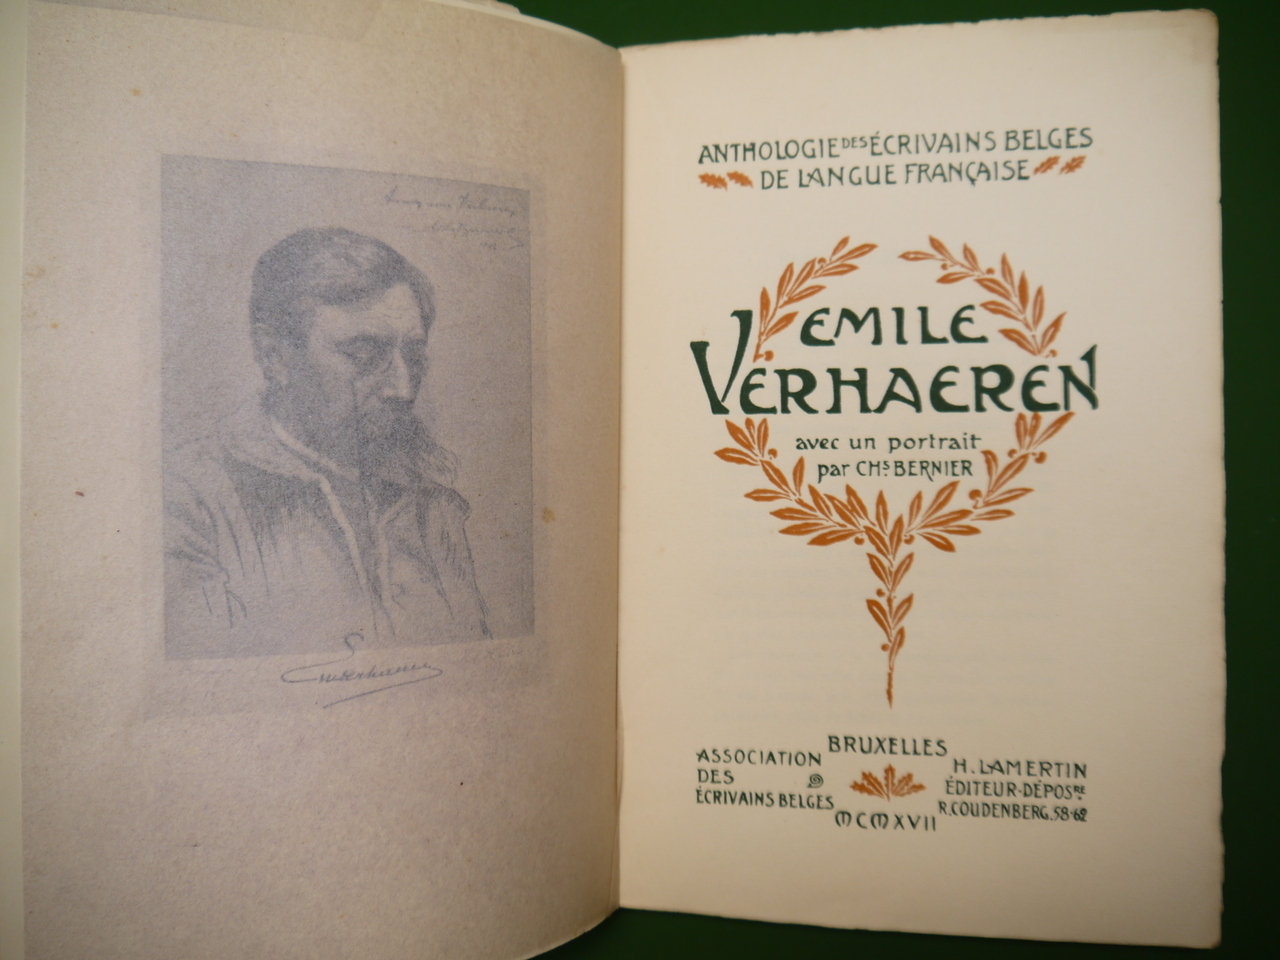 ANTHOLOGIE DES ÉCRIVAINS BELGES
DE LANGUE FRANÇAISE
EMILE
VERHAEREN
avec un portrait
par CHS. BERNIER
ASSOCIATION
DES
ÉCRIVAINS BELGES
BRUXELLES
MCMXVII
H. LAMERTIN
ÉDITEUR-DÉPOSRE
R. COUDENBERG. 58-62